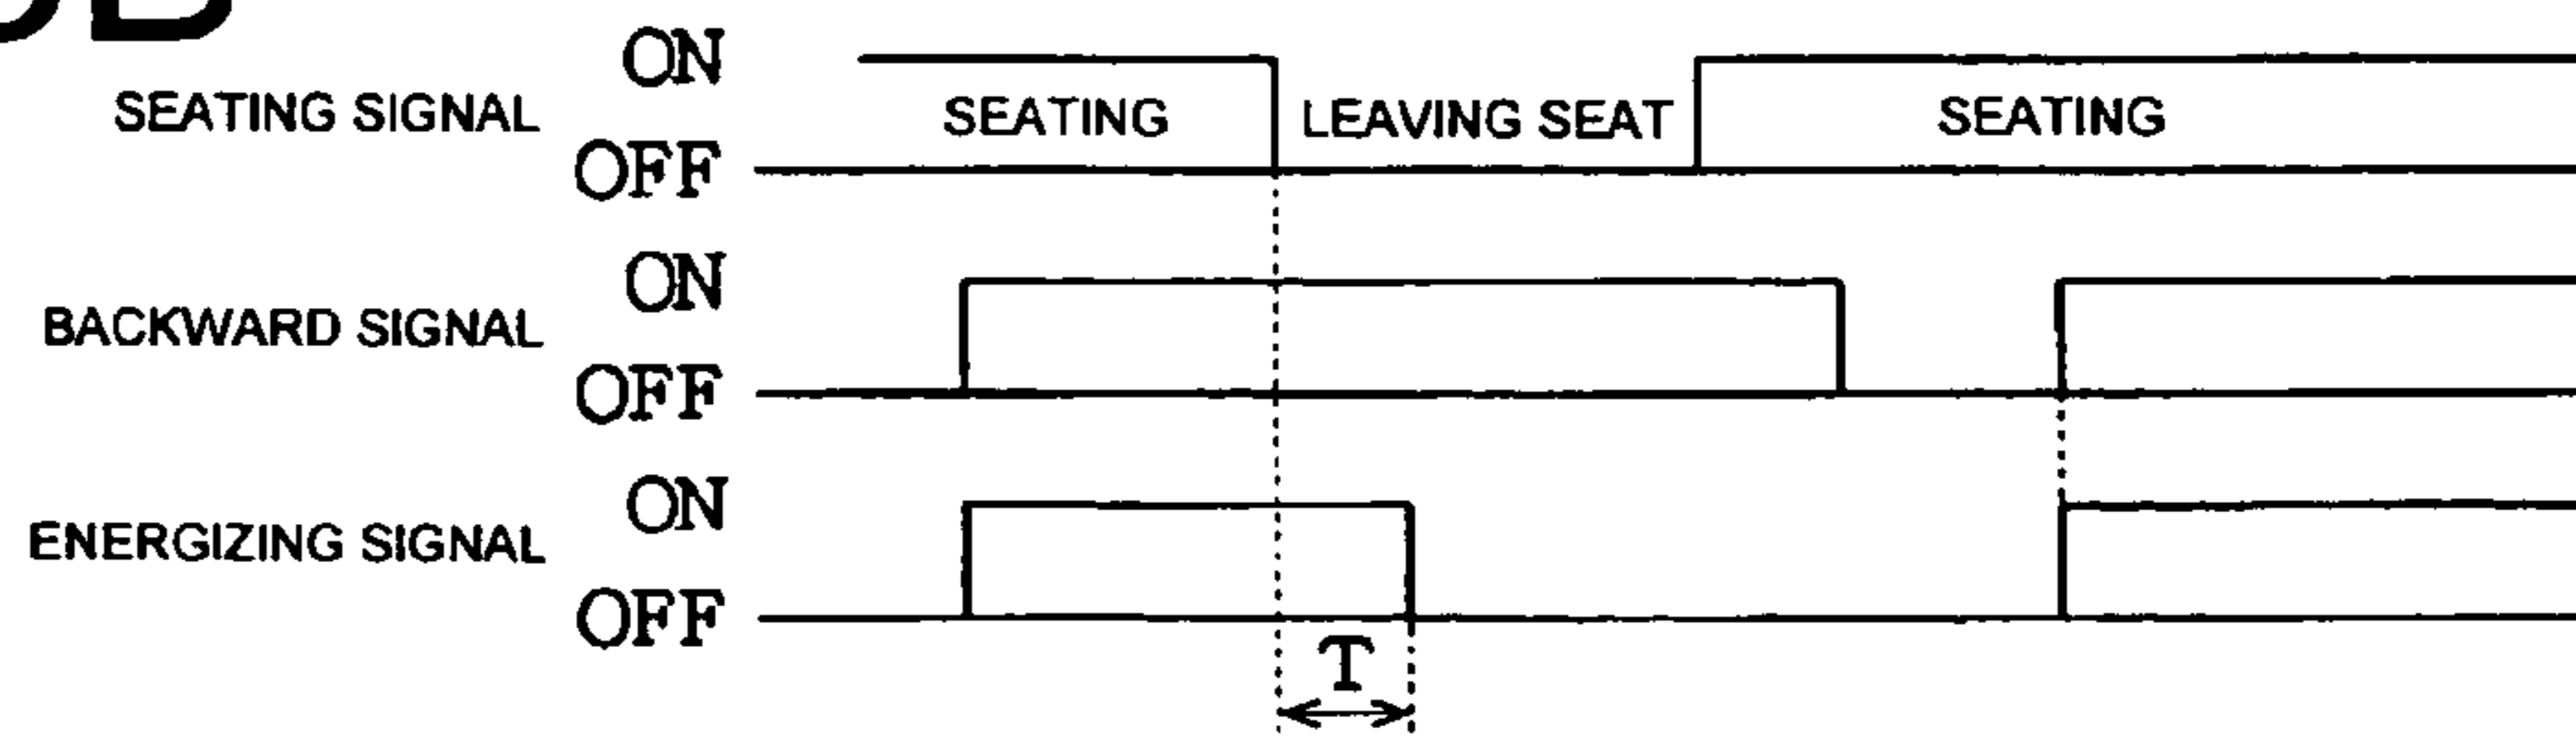 ON
SEATING SIGNAL
SEATING
LEAVING SEAT
SEATING
OFF
ON
BACKWARD SIGNAL
OFF
ON
ENERGIZING SIGNAL
OFF
T